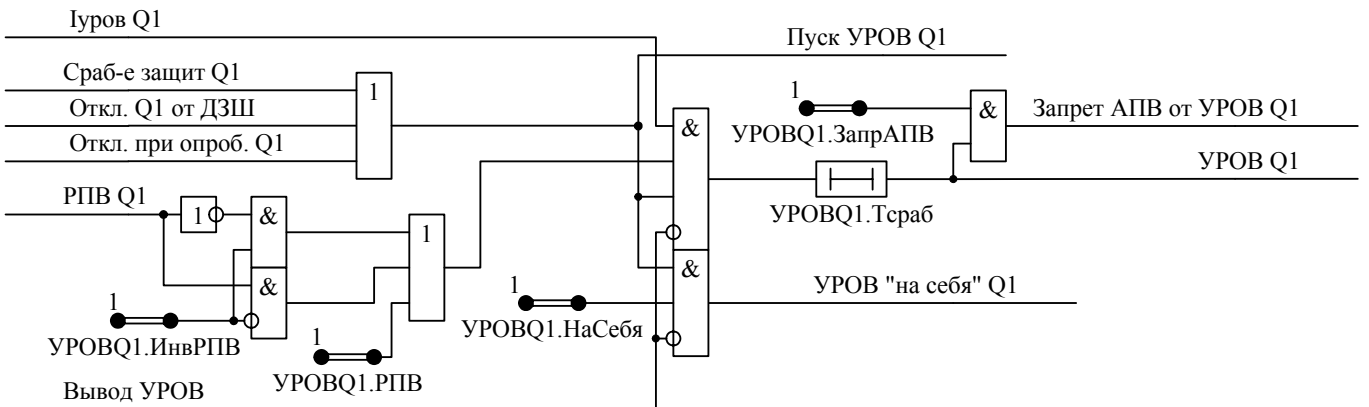 Iуров Q1
Пуск УРОВ Q1
Сраб-е защит Q1
1
1
Откл. Q1 от ДЗШ
&
Запрет АПВ от УРОВ Q1
&
УРОВQ1.ЗапрАПВ
Откл. при опроб. Q1
УРОВ Q1
РПВ Q1
1
&
УРОВQ1.Тсраб
1
&
&
1
УРОВ "на себя" Q1
1
УРОВQ1.НаСебя
1
УРОВQ1.ИнвРПВ
УРОВQ1.РПВ
Вывод УРОВ